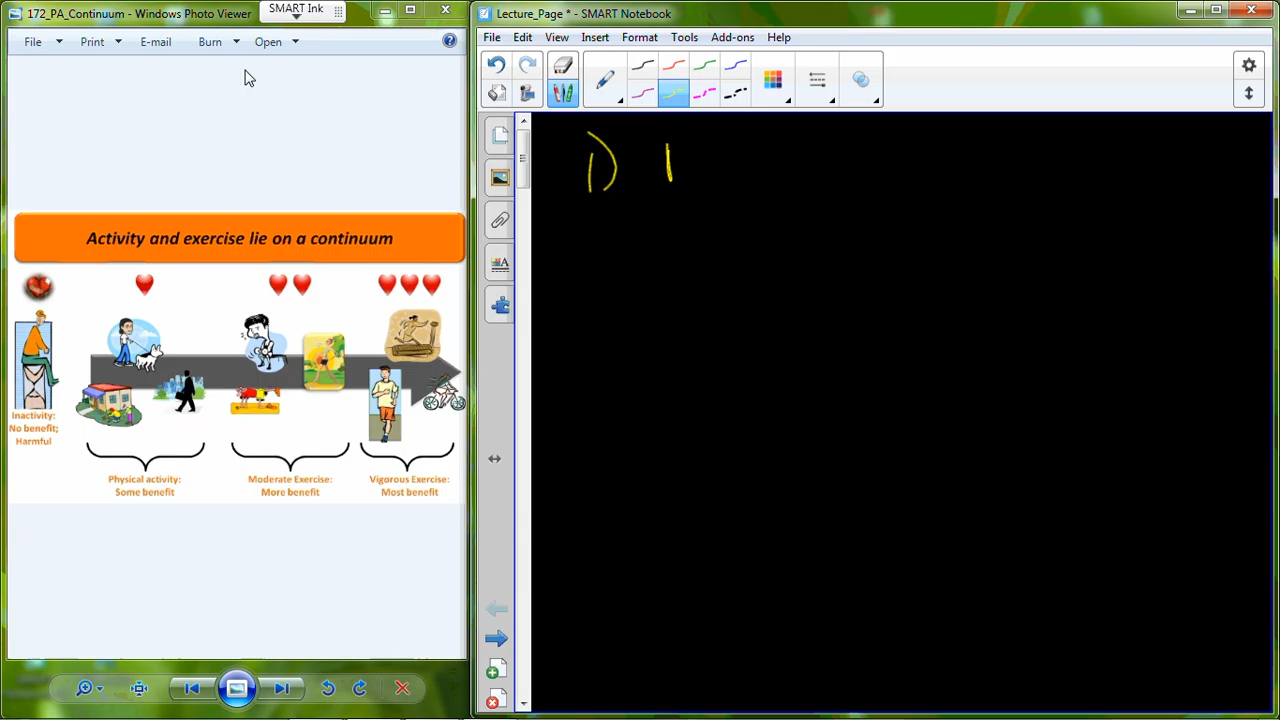 172_PA_Continuum - Windows Photo Viewer
SMART Ink
File Print E-mail Burn Open
Activity and exercise lie on a continuum
Inactivity:
No benefit;
Harmful
Physical activity:
Some benefit
Moderate Exercise:
More benefit
Vigorous Exercise:
Most benefit
Lecture_Page * - SMART Notebook
File Edit View Insert Format Tools Add-ons Help
D I